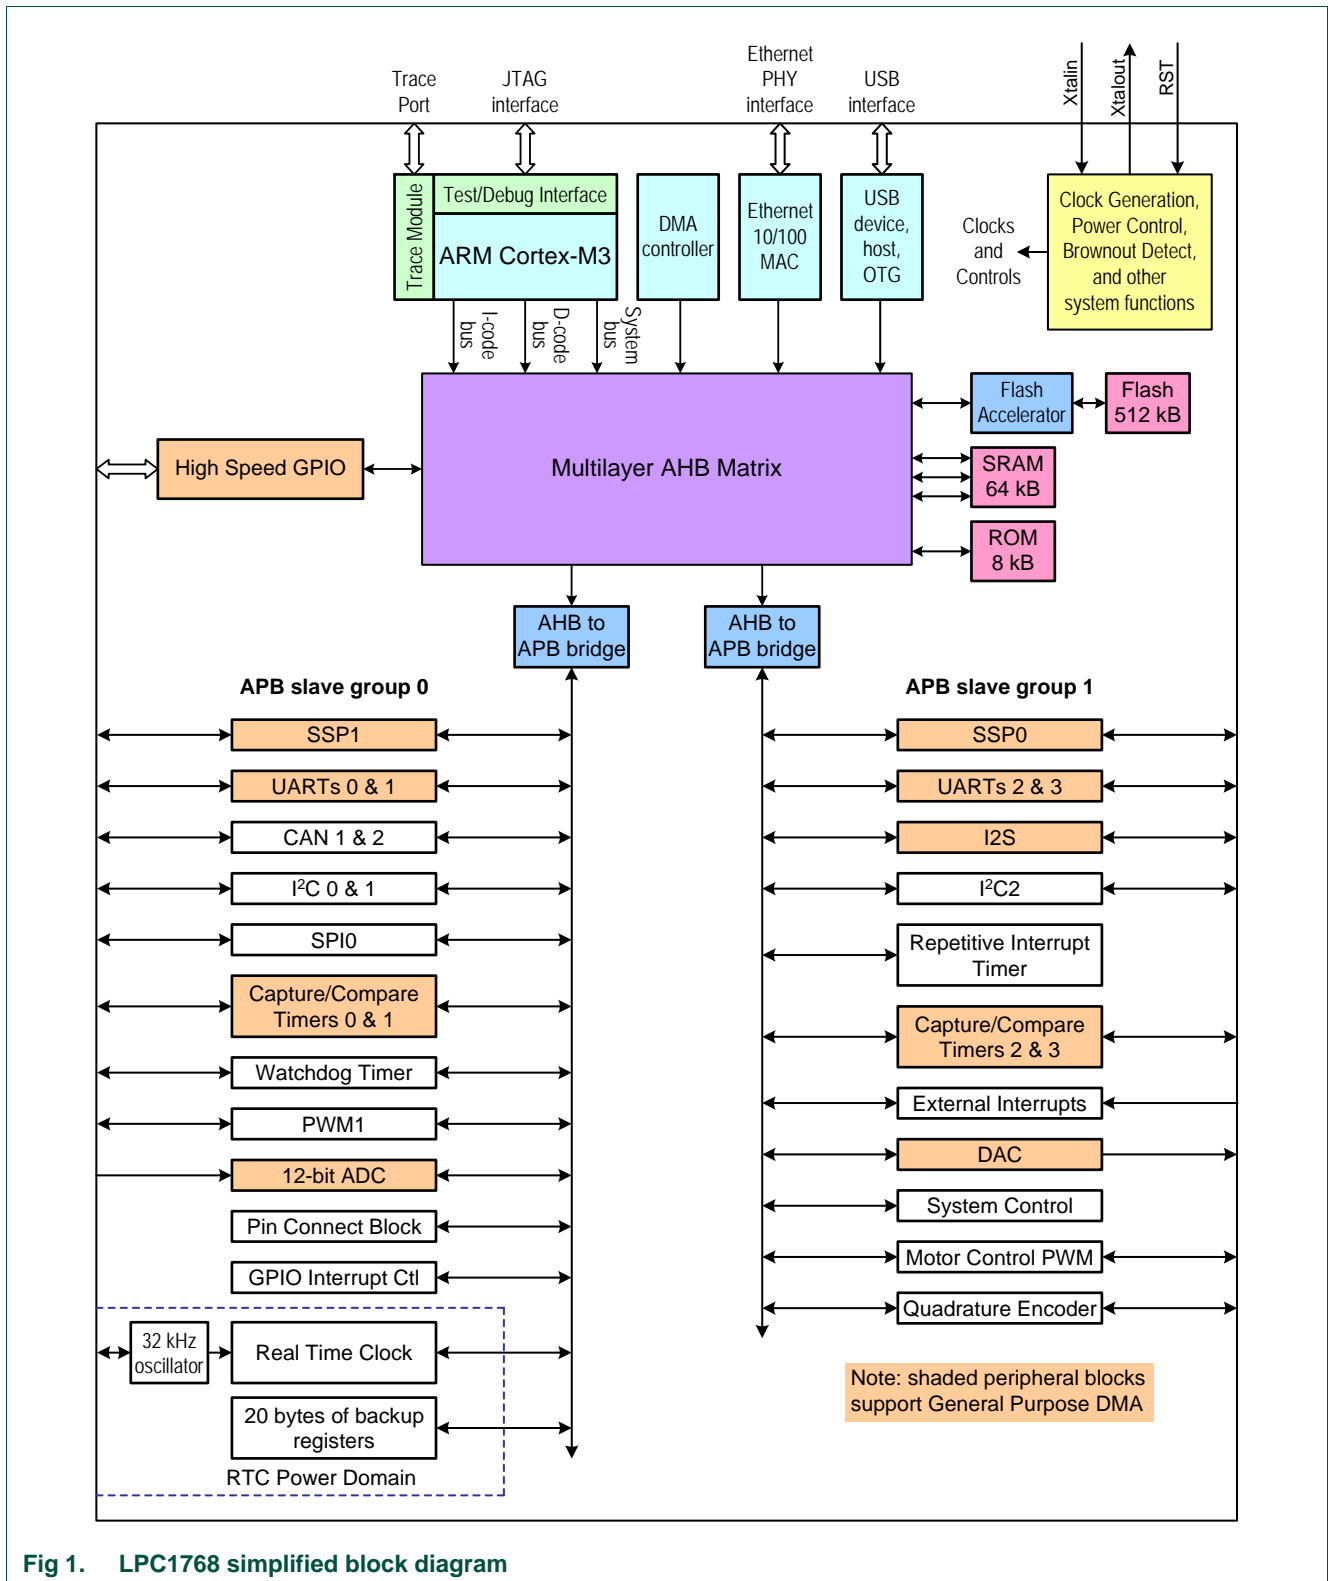 Trace
Port
JTAG
interface
Ethernet
PHY
interface
USB
interface
Xtalin
Xtalout
RST
Trace Module
Test/Debug Interface
ARM Cortex-M3
DMA
controller
Ethernet
10/100
MAC
USB
device,
host,
OTG
Clocks
and
Controls
Clock Generation,
Power Control,
Brownout Detect,
and other
system functions
I-code
bus
D-code
bus
System
bus
Multilayer AHB Matrix
High Speed GPIO
Flash
Accelerator
Flash
512 kB
SRAM
64 kB
ROM
8 kB
AHB to
APB bridge
AHB to
APB bridge
APB slave group 0
SSP1
UARTs 0 & 1
CAN 1 & 2
I²C 0 & 1
SPI0
Capture/Compare
Timers 0 & 1
Watchdog Timer
PWM1
12-bit ADC
Pin Connect Block
GPIO Interrupt Ctl
32 kHz
oscillator
Real Time Clock
20 bytes of backup
registers
RTC Power Domain
APB slave group 1
SSP0
UARTs 2 & 3
I2S
I²C2
Repetitive Interrupt
Timer
Capture/Compare
Timers 2 & 3
External Interrupts
DAC
System Control
Motor Control PWM
Quadrature Encoder
Note: shaded peripheral blocks
support General Purpose DMA
Fig 1. LPC1768 simplified block diagram